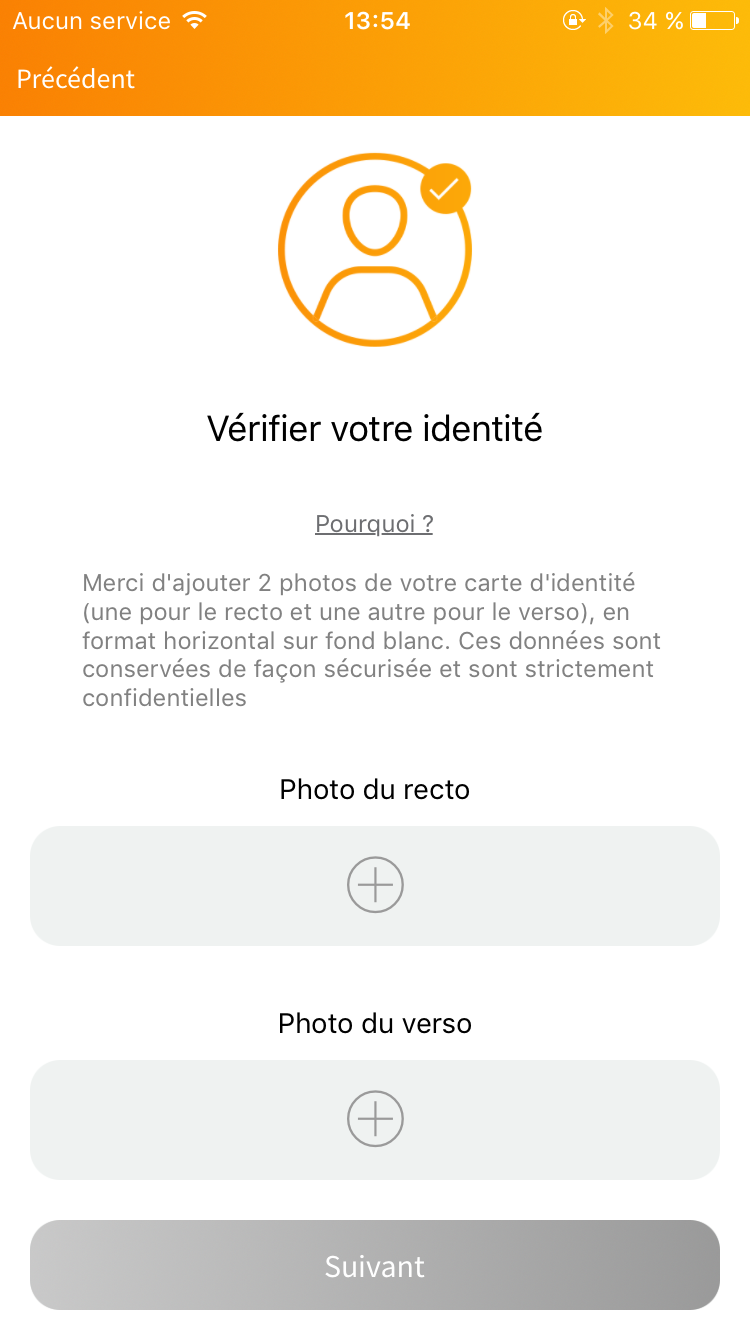 Aucun service 13:54 34 %
Précédent
Vérifier votre identité
Pourquoi ?
Merci d'ajouter 2 photos de votre carte d'identité
(une pour le recto et une autre pour le verso), en
format horizontal sur fond blanc. Ces données sont
conservées de façon sécurisée et sont strictement
confidentielles
Photo du recto
Photo du verso
Suivant